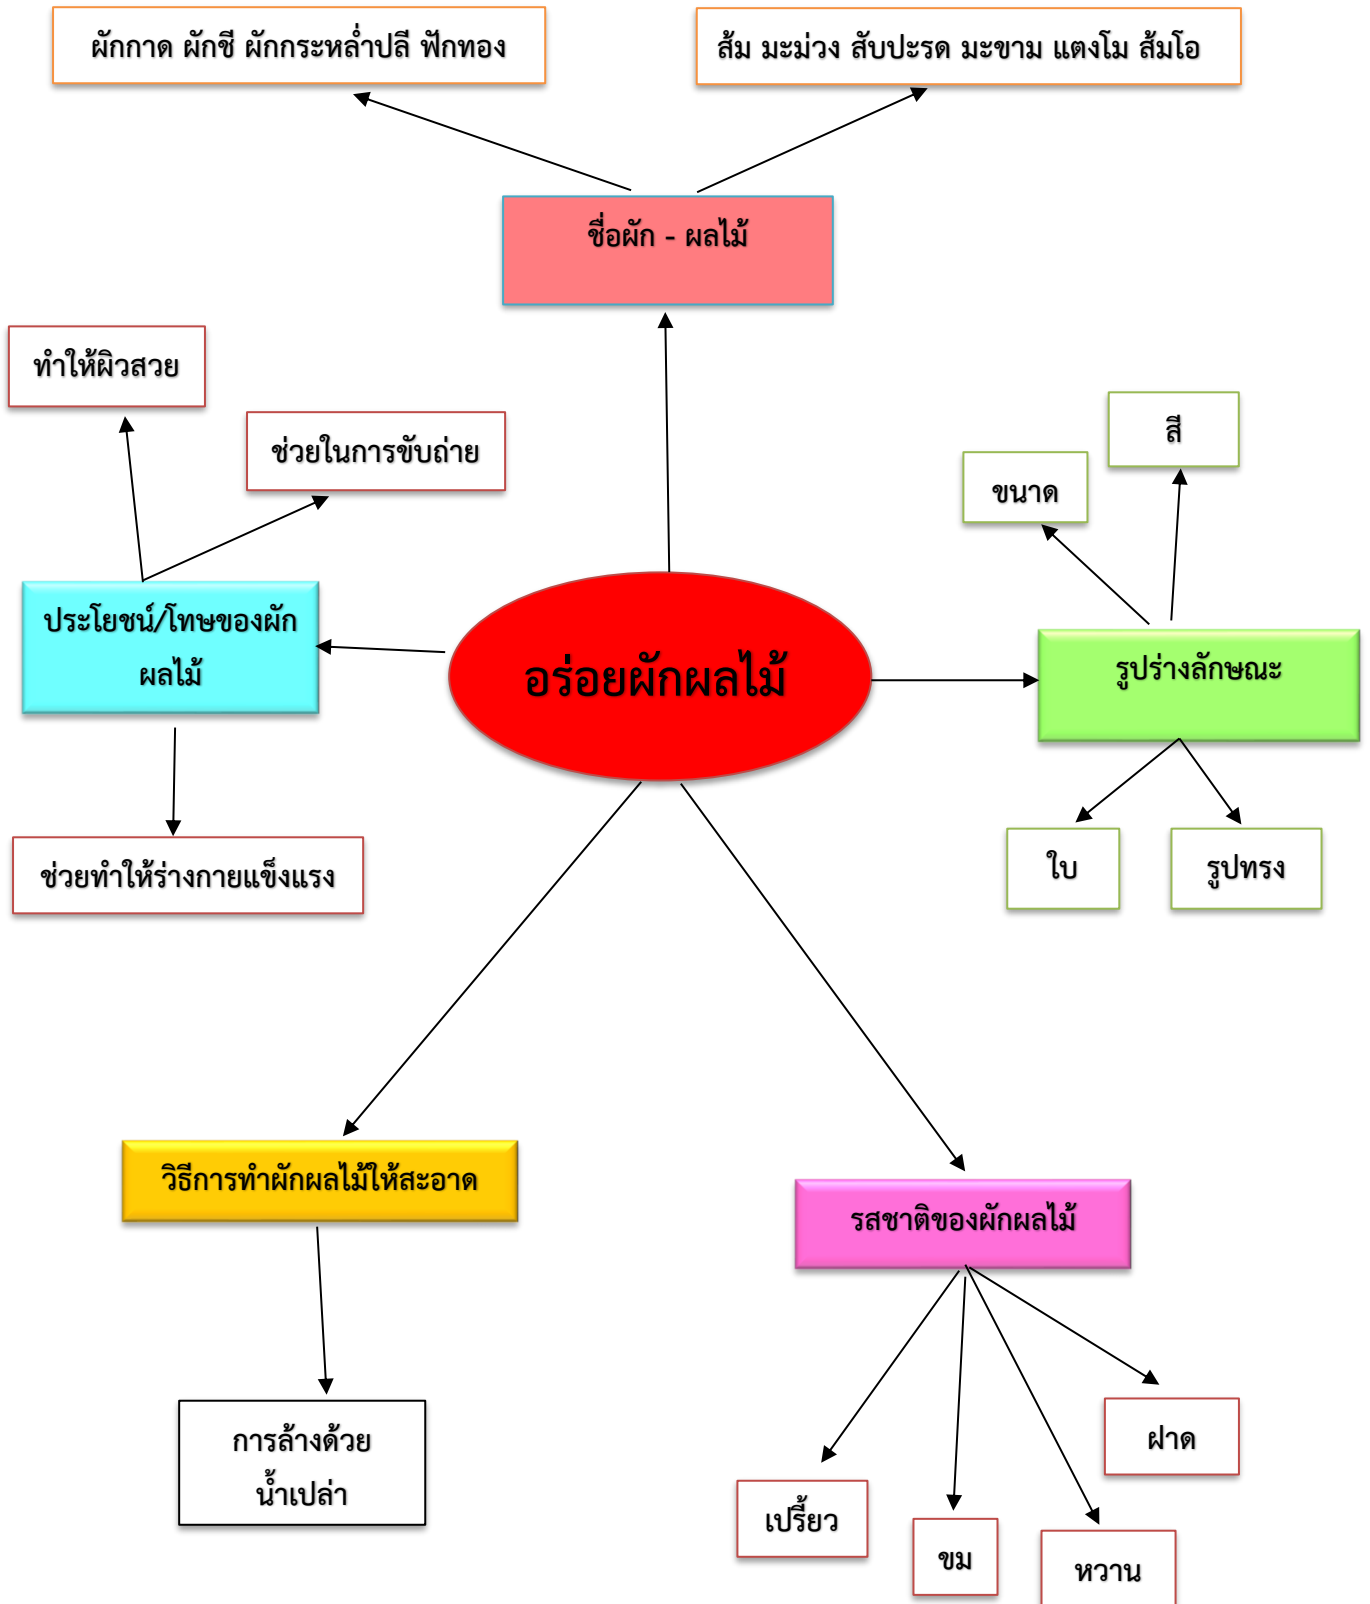 ผักกาด ผักชี ผักกระหล่ำปลี ฟักทอง
ส้ม มะม่วง สับปะรด มะขาม แตงโม ส้มโอ
ชื่อผัก - ผลไม้
ทำให้ผิวสวย
ช่วยในการขับถ่าย
สี
ขนาด
ประโยชน์/โทษของผัก
ผลไม้
อร่อยผักผลไม้
รูปร่างลักษณะ
ช่วยทำให้ร่างกายแข็งแรง
ใบ
รูปทรง
วิธีการทำผักผลไม้ให้สะอาด
รสชาติของผักผลไม้
การล้างด้วย
น้ำเปล่า
เปรี้ยว
ขม
หวาน
ฝาด